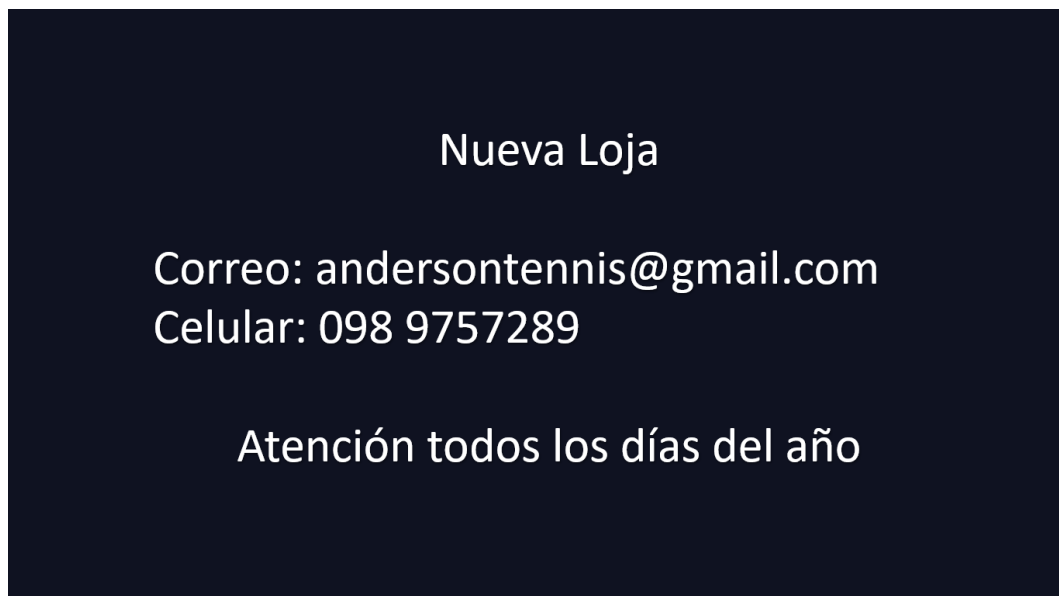 Nueva Loja
Correo: andersontennis@gmail.com
Celular: 098 9757289
Atención todos los días del año